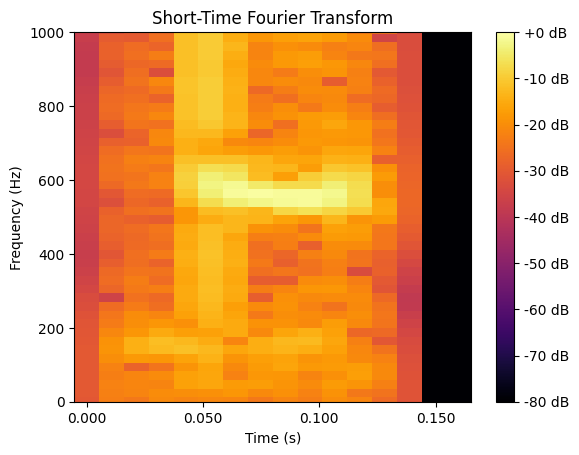 Short-Time Fourier Transform
1000
800
600
400
200
0
Frequency (Hz)
0.000
0.050
0.100
0.150
Time (s)
+0 dB
-10 dB
-20 dB
-30 dB
-40 dB
-50 dB
-60 dB
-70 dB
-80 dB